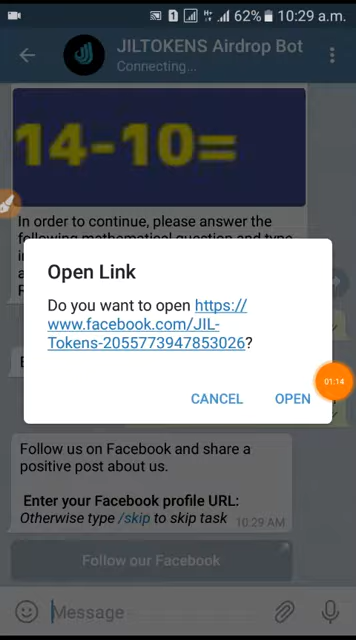 62% 10:29 a.m.
JILTOKENS Airdrop Bot
Connecting...
14-10=
In order to continue, please answer the
following mathematical question and type
Open Link
Do you want to open https://
www.facebook.com/JIL-
Tokens-2055773947853026?
CANCEL OPEN
01:14
Follow us on Facebook and share a
positive post about us.
Enter your Facebook profile URL:
Otherwise type /skip to skip task 10:29 AM
Follow our Facebook
Message